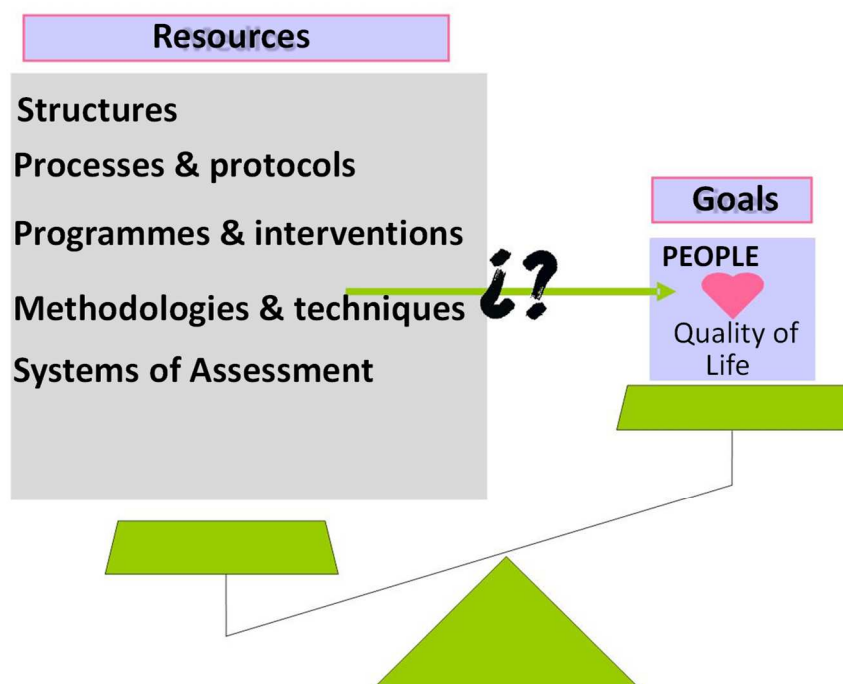 Resources
Structures
Processes & protocols
Programmes & interventions
Methodologies & techniques
Systems of Assessment
¿?
Goals
PEOPLE
Quality of
Life